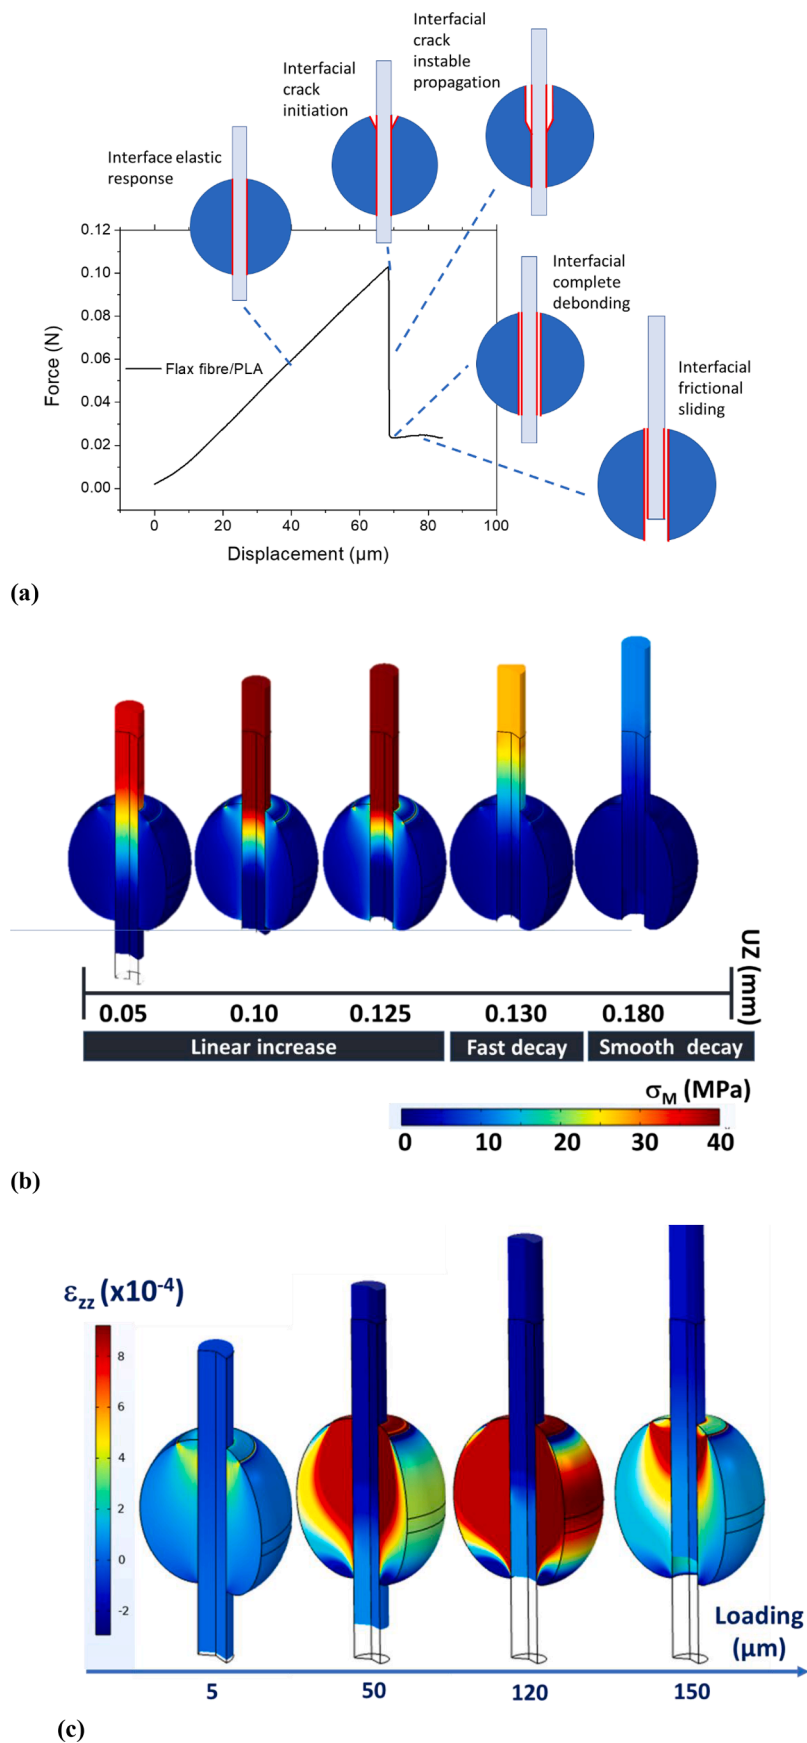 Interfacial
crack
instable
propagation
Interfacial
crack
initiation
Interface elastic
response
Interfacial
complete
debonding
Interfacial
frictional
sliding
0.12
0.10
0.08
0.06
0.04
0.02
0.00
Force (N)
Flax fibre/PLA
0 20 40 60 80 100
Displacement (µm)
(a)
UZ (mm)
0.05 0.10 0.125 0.130 0.180
Linear increase Fast decay Smooth decay
σM (MPa)
0 10 20 30 40
(b)
εzz (x10-4)
8
6
4
2
0
-2
Loading
(µm)
5 50 120 150
(c)